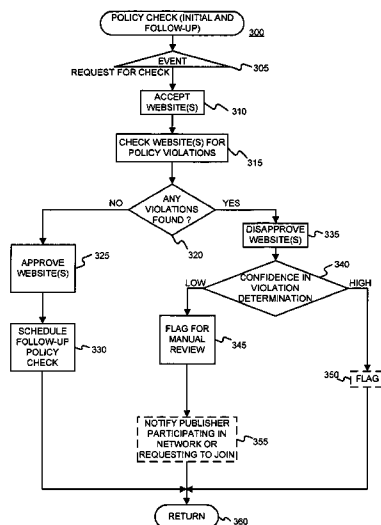 POLICY CHECK (INITIAL AND
FOLLOW-UP)
300
EVENT
REQUEST FOR CHECK
305
ACCEPT
WEBSITE(S)
310
CHECK WEBSITE(S) FOR
POLICY VIOLATIONS
315
NO
ANY
VIOLATIONS
FOUND ?
YES
320
325
APPROVE
WEBSITE(S)
DISAPPROVE
WEBSITE(S)
335
340
LOW
CONFIDENCE IN
VIOLATION
DETERMINATION
HIGH
SCHEDULE
FOLLOW-UP
POLICY
CHECK
330
FLAG FOR
MANUAL
REVIEW
345
350
FLAG
NOTIFY PUBLISHER
PARTICIPATING IN
NETWORK OR
REQUESTING TO JOIN
355
RETURN
360